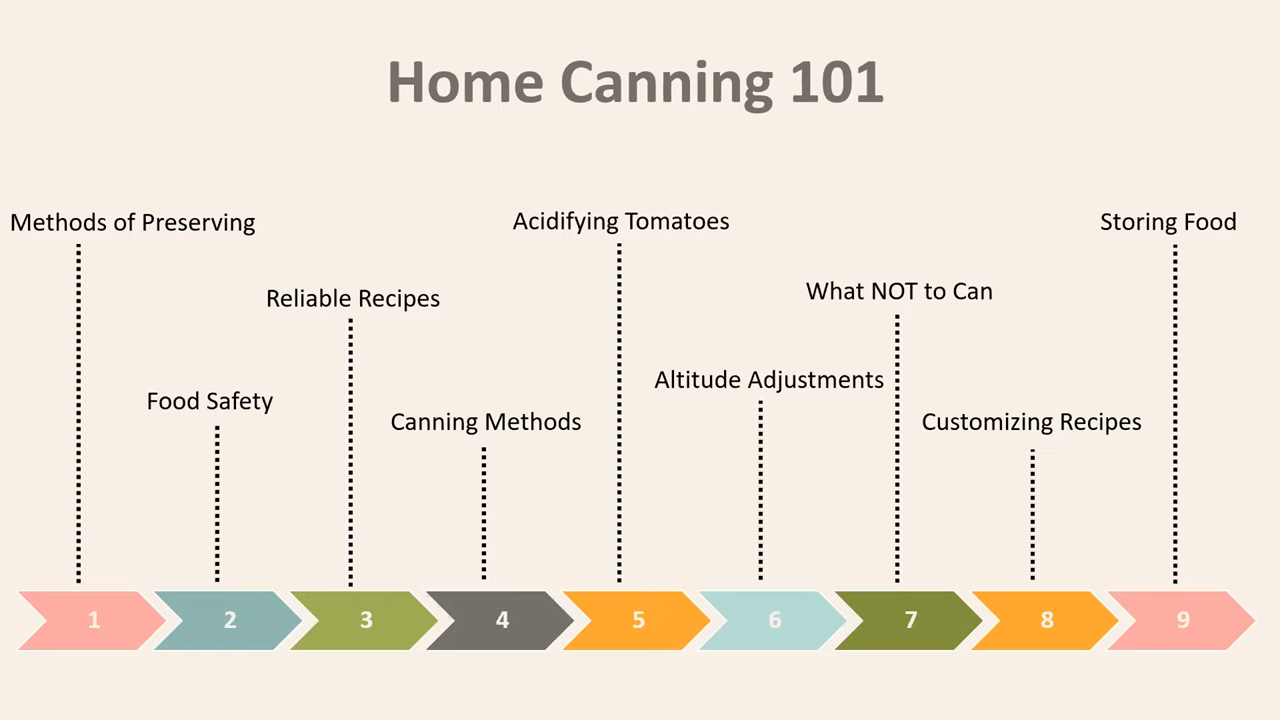 Home Canning 101
Methods of Preserving
Acidifying Tomatoes
Storing Food
What NOT to Can
Reliable Recipes
Altitude Adjustments
Food Safety
Canning Methods
Customizing Recipes
1 2 3 4 5 6 7 8 9